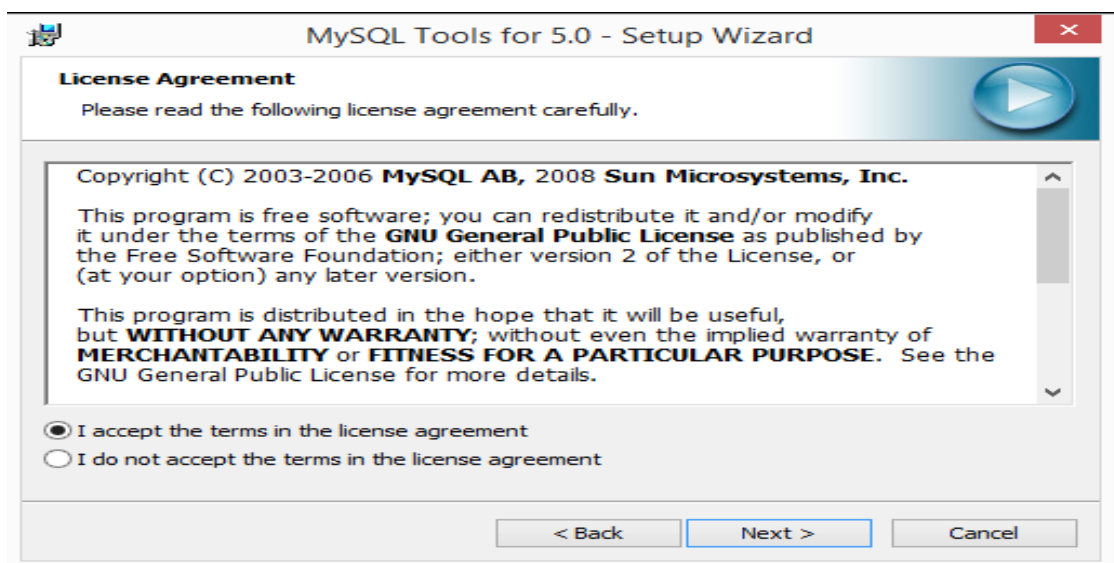 MySQL Tools for 5.0 - Setup Wizard
License Agreement
Please read the following license agreement carefully.
Copyright (C) 2003-2006 MySQL AB, 2008 Sun Microsystems, Inc.
This program is free software; you can redistribute it and/or modify
it under the terms of the GNU General Public License as published by
the Free Software Foundation; either version 2 of the License, or
(at your option) any later version.
This program is distributed in the hope that it will be useful,
but WITHOUT ANY WARRANTY; without even the implied warranty of
MERCHANTABILITY or FITNESS FOR A PARTICULAR PURPOSE.  See the
GNU General Public License for more details.
I accept the terms in the license agreement
I do not accept the terms in the license agreement
< Back Next > Cancel